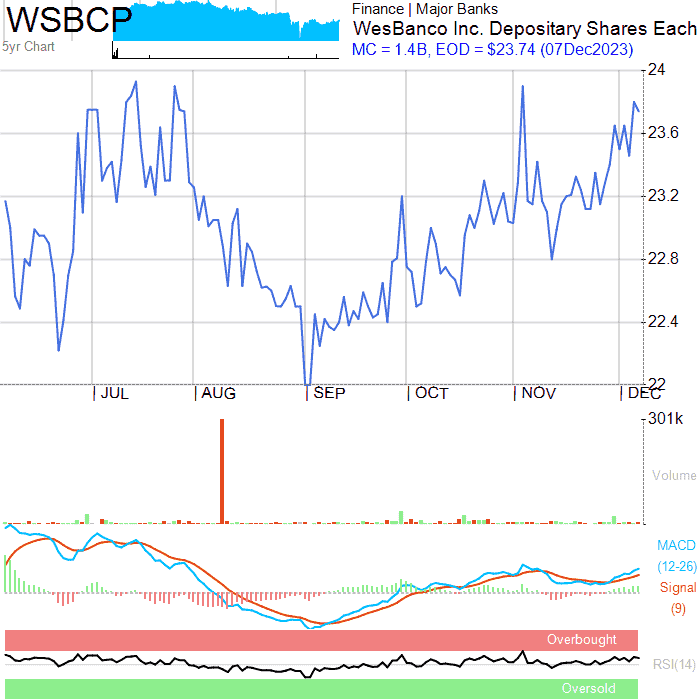 WSBCP
5yr Chart
Finance | Major Banks
WesBanco Inc. Depositary Shares Each
MC = 1.4B, EOD = $23.74 (07Dec2023)
24
23.6
23.2
22.8
22.4
22
JUL
AUG
SEP
OCT
NOV
DEC
301k
Volume
MACD
(12-26)
Signal
(9)
Overbought
RSI(14)
Oversold